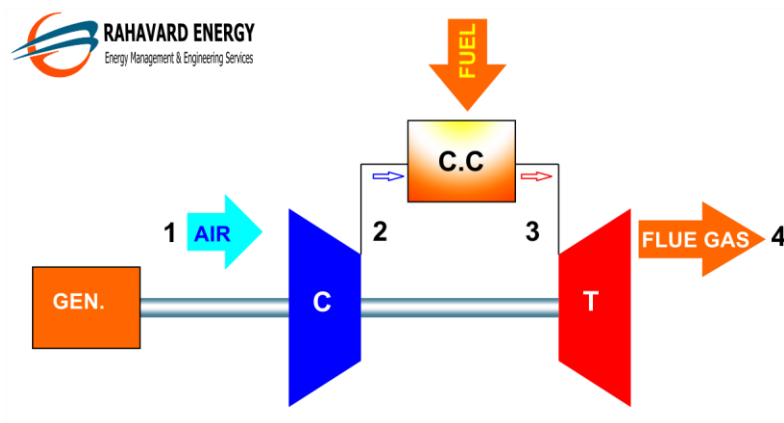 RAHAVARD ENERGY
Energy Management & Engineering Services
FUEL
C.C
1
AIR
2
3
FLUE GAS
4
GEN.
C
T